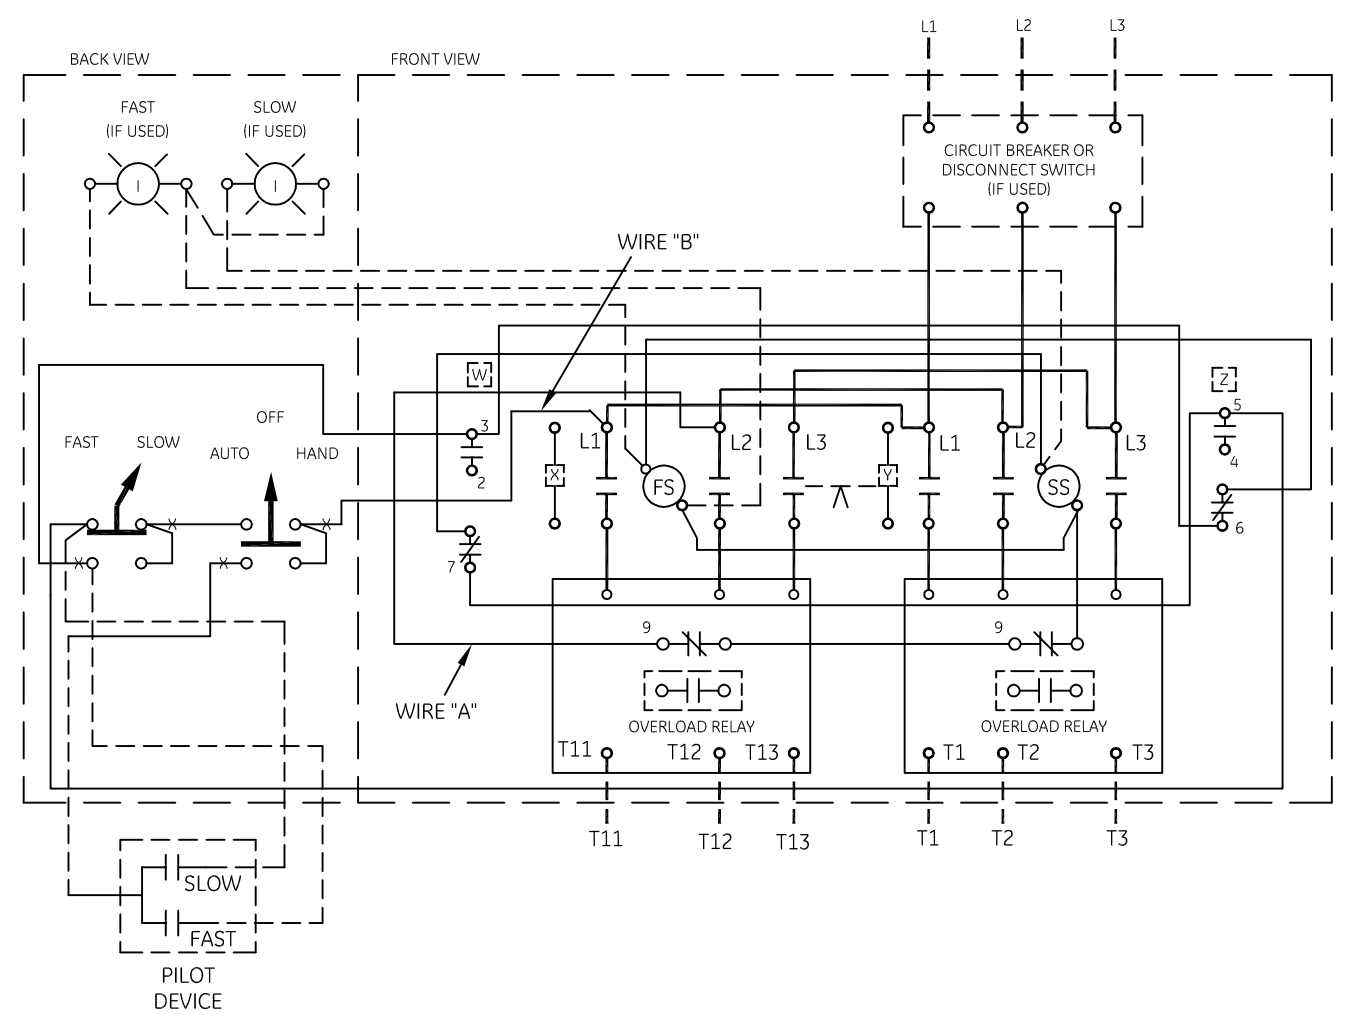 L1
L2
L3
BACK VIEW
FRONT VIEW
FAST
(IF USED)
SLOW
(IF USED)
CIRCUIT BREAKER OR
DISCONNECT SWITCH
(IF USED)
I
I
WIRE "B"
W
Z
3
5
OFF
FAST
SLOW
AUTO
HAND
L1
L2
L3
L1
L2
L3
2
X
Y
4
FS
SS
X
X
X
X
7
6
9
9
WIRE "A"
OVERLOAD RELAY
OVERLOAD RELAY
T11
T12
T13
T1
T2
T3
T11
T12
T13
T1
T2
T3
SLOW
FAST
PILOT
DEVICE